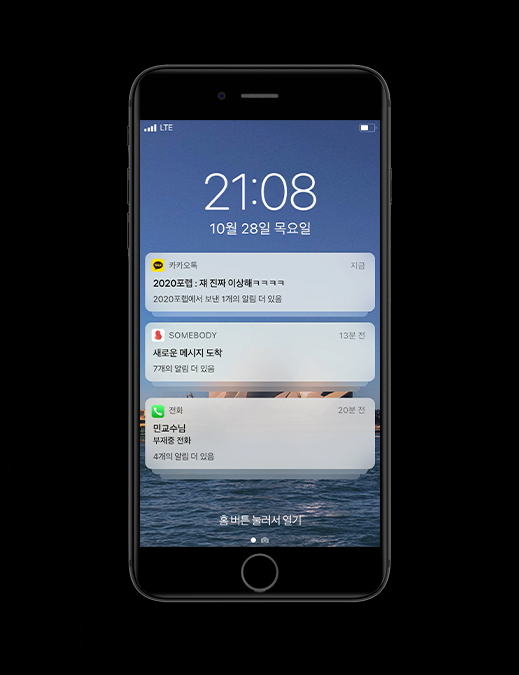 LTE
21:08
10월 28일 목요일
카카오톡 지금
2020포렙 : 쟤 진짜 이상해ㅋㅋㅋㅋ
2020포렙에서 보낸 1개의 알림 더 있음
SOMEBODY 13분 전
새로운 메시지 도착
7개의 알림 더 있음
전화 20분 전
민교수님
부재중 전화
4개의 알림 더 있음
홈 버튼 눌러서 열기